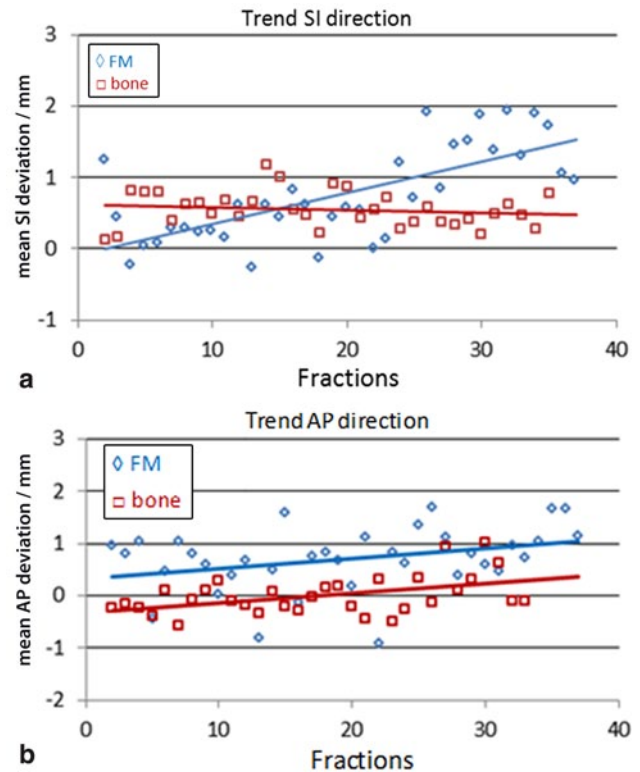 Trend SI direction
FM
bone
3
2
1
0
-1
mean SI deviation / mm
0 10 20 30 40
Fractions
a
Trend AP direction
FM
bone
3
2
1
0
-1
-2
mean AP deviation / mm
0 10 20 30 40
Fractions
b